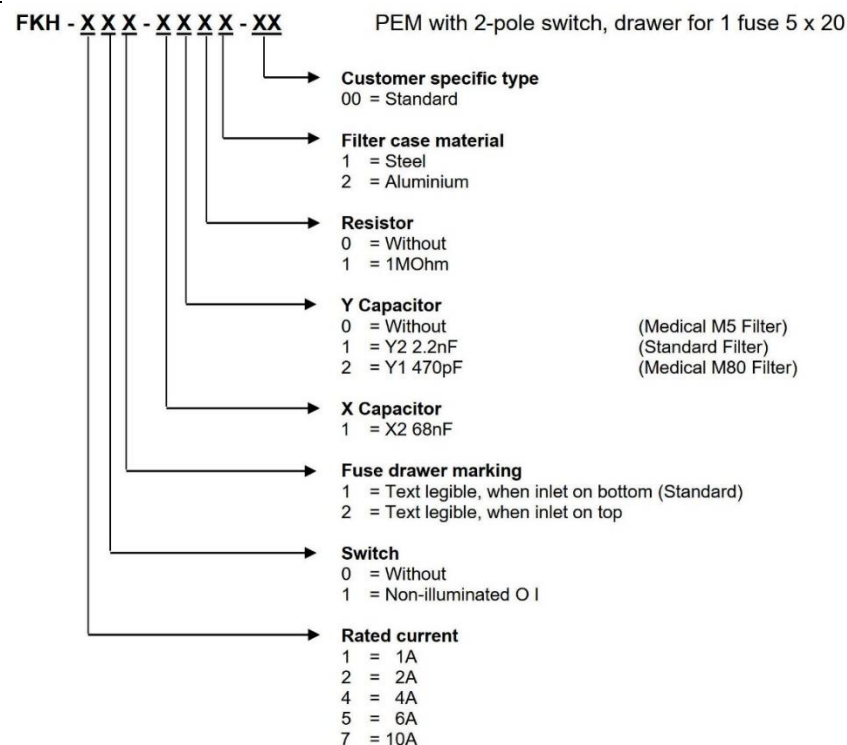 FKH - X X X - X X X X - XX PEM with 2-pole switch, drawer for 1 fuse 5 x 20
Customer specific type
00 = Standard
Filter case material
1 = Steel
2 = Aluminium
Resistor
0 = Without
1 = 1MOhm
Y Capacitor
0 = Without (Medical M5 Filter)
1 = Y2 2.2nF (Standard Filter)
2 = Y1 470pF (Medical M80 Filter)
X Capacitor
1 = X2 68nF
Fuse drawer marking
1 = Text legible, when inlet on bottom (Standard)
2 = Text legible, when inlet on top
Switch
0 = Without
1 = Non-illuminated O I
Rated current
1 = 1A
2 = 2A
4 = 4A
5 = 6A
7 = 10A